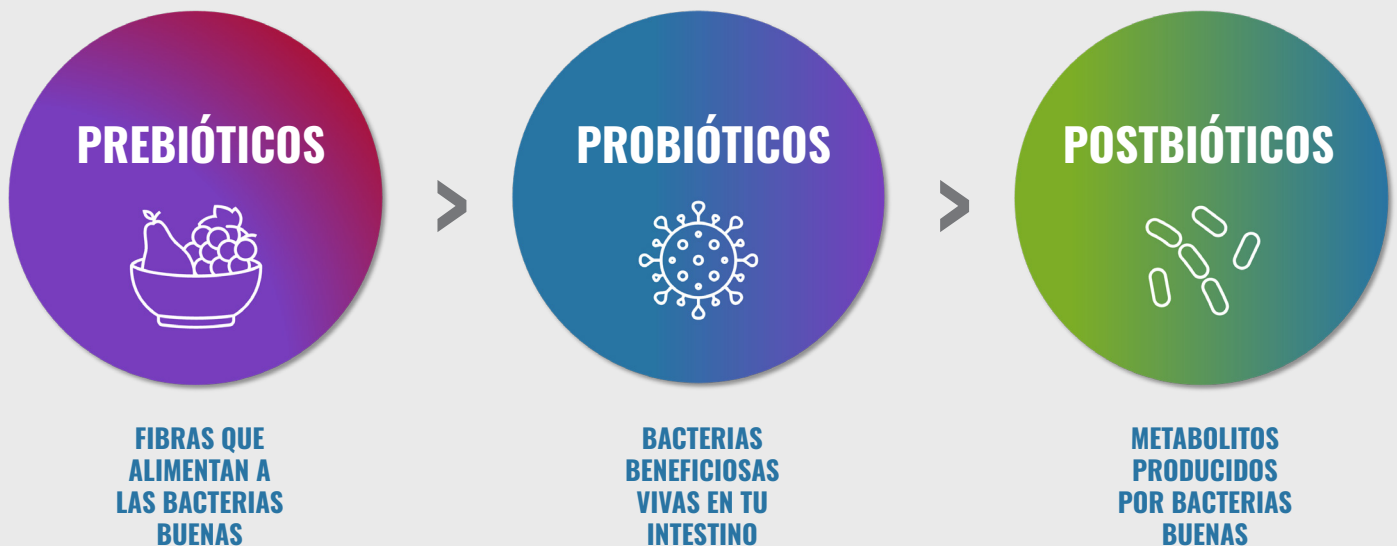 PREBIÓTICOS
FIBRAS QUE
ALIMENTAN A
LAS BACTERIAS
BUENAS
>
PROBIÓTICOS
BACTERIAS
BENEFICIOSAS
VIVAS EN TU
INTESTINO
>
POSTBIÓTICOS
METABOLITOS
PRODUCIDOS
POR BACTERIAS
BUENAS